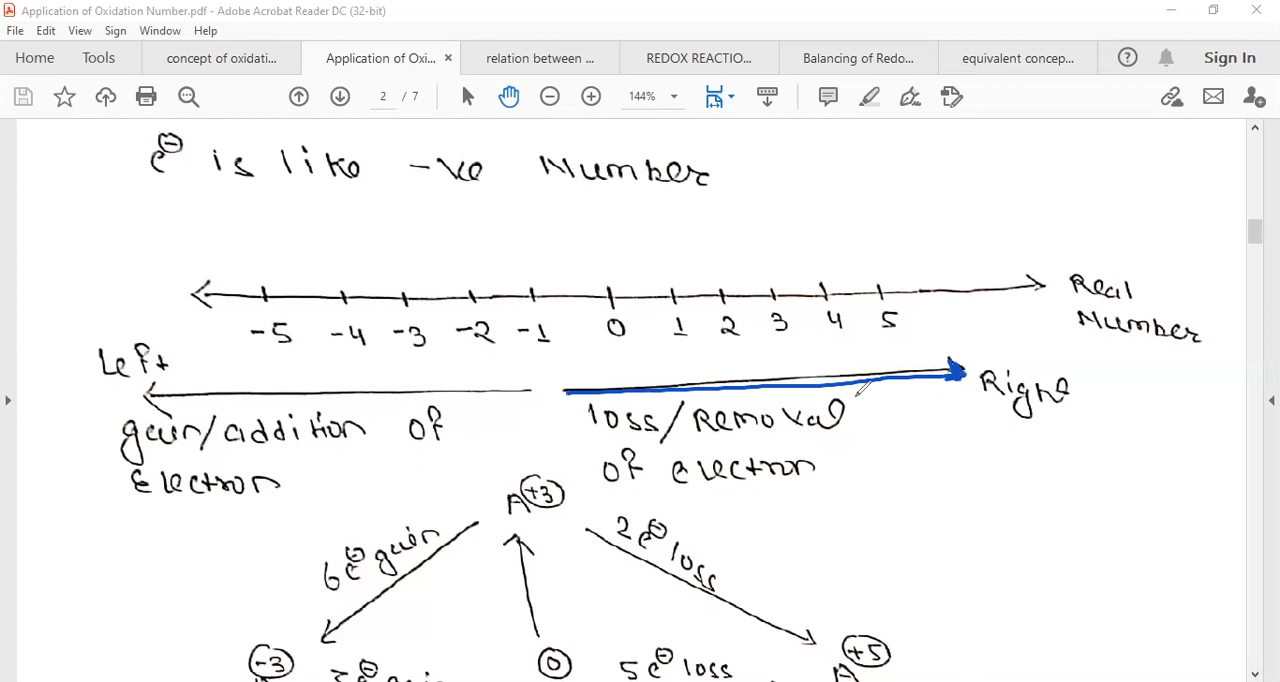 Application of Oxidation Number.pdf - Adobe Acrobat Reader DC (32-bit)
File Edit View Sign Window Help
Home Tools concept of oxidati... Application of Oxi... × relation between ... REDOX REACTIO... Balancing of Redo... equivalent concep... Sign In
2 / 7 144%
e⊖ is like -ve Number
-5 -4 -3 -2 -1 0 1 2 3 4 5
Real Number
Left
Right
gain/addition of Electron
loss/Removal of electron
A +3
6e⊖ gain
2e⊖ loss
-3
0
+5
5e⊖ loss
A